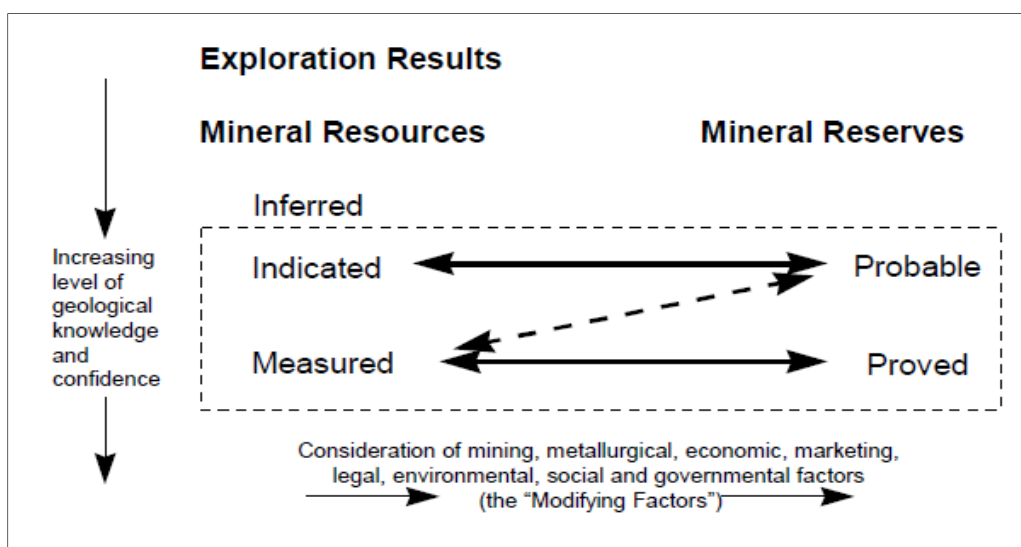 Exploration Results
Mineral Resources
Mineral Reserves
Inferred
Increasing
level of
geological
knowledge
and
confidence
Indicated
Probable
Measured
Proved
Consideration of mining, metallurgical, economic, marketing,
legal, environmental, social and governmental factors
(the “Modifying Factors”)